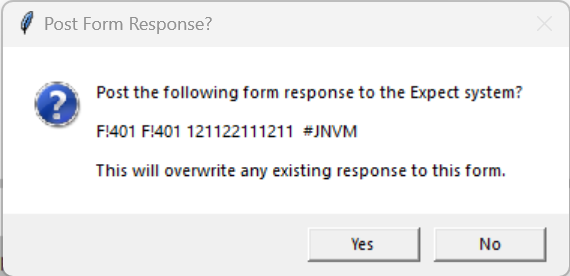 Post Form Response?
Post the following form response to the Expect system?
F!401 F!401 121122111211  #JNVM
This will overwrite any existing response to this form.
Yes
No